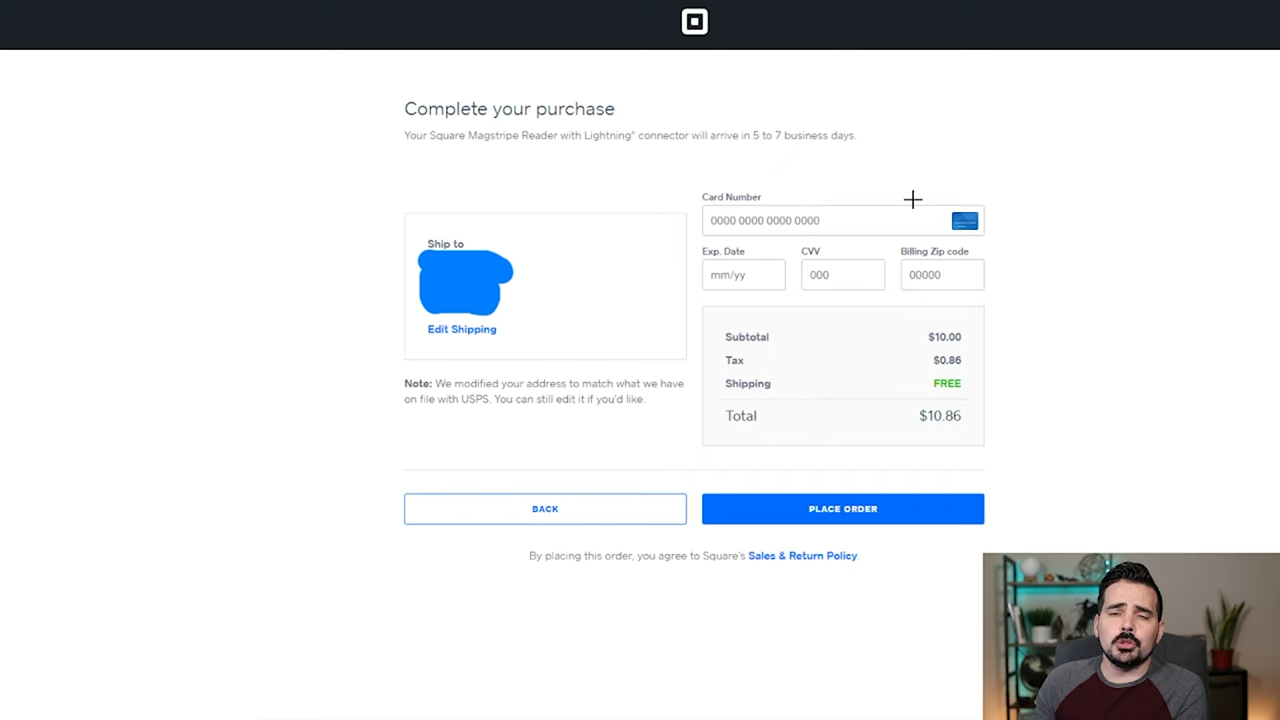 Complete your purchase
Your Square Magstripe Reader with Lightning® connector will arrive in 5 to 7 business days.
Ship to
Edit Shipping
Note: We modified your address to match what we have
on file with USPS. You can still edit it if you'd like.
Card Number
0000 0000 0000 0000
Exp. Date CVV Billing Zip code
mm/yy 000 00000
Subtotal $10.00
Tax $0.86
Shipping FREE
Total $10.86
BACK PLACE ORDER
By placing this order, you agree to Square's Sales & Return Policy.